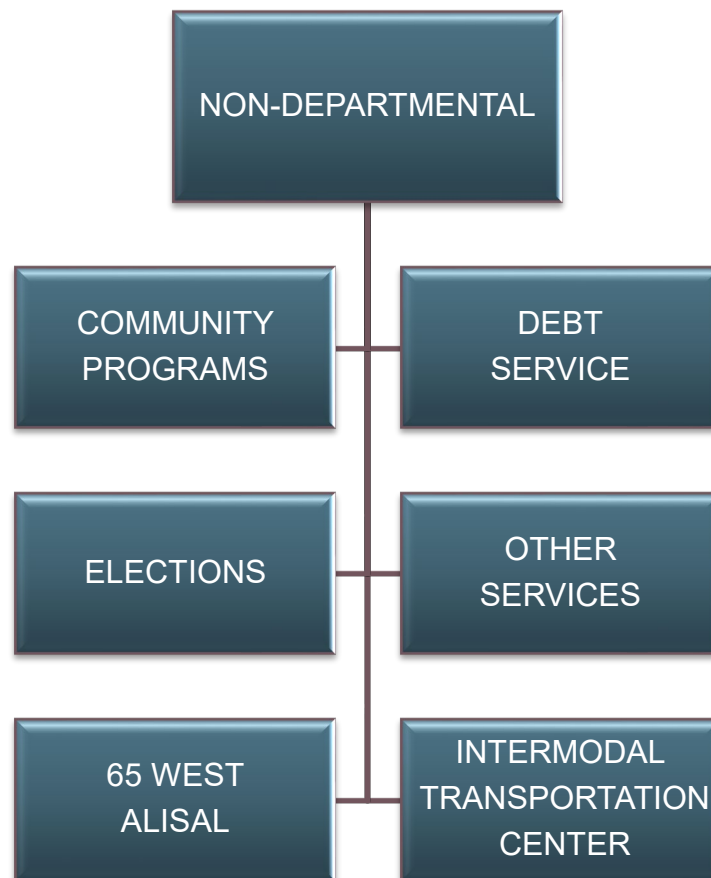 NON-DEPARTMENTAL
COMMUNITY
PROGRAMS
DEBT
SERVICE
ELECTIONS
OTHER
SERVICES
65 WEST
ALISAL
INTERMODAL
TRANSPORTATION
CENTER